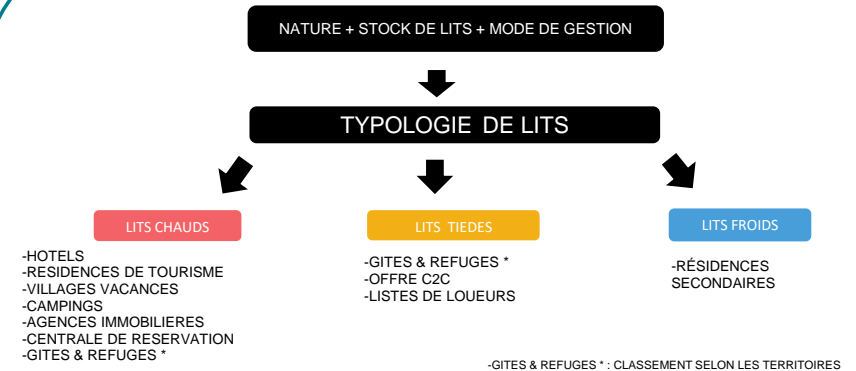 NATURE + STOCK DE LITS + MODE DE GESTION
TYPOLOGIE DE LITS
LITS CHAUDS
-HOTELS
-RESIDENCES DE TOURISME
-VILLAGES VACANCES
-CAMPINGS
-AGENCES IMMOBILIERES
-CENTRALE DE RESERVATION
-GITES & REFUGES *
LITS TIEDES
-GITES & REFUGES *
-OFFRE C2C
-LISTES DE LOUEURS
LITS FROIDS
-RÉSIDENCES
SECONDAIRES
-GITES & REFUGES * : CLASSEMENT SELON LES TERRITOIRES